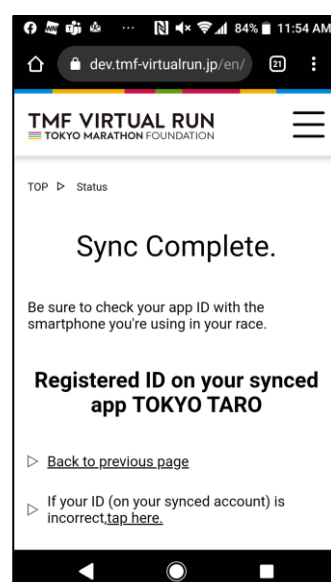 84% 11:54 AM
dev.tmf-virtualrun.jp/en/ 21
TMF VIRTUAL RUN
TOKYO MARATHON FOUNDATION
TOP ▷ Status
Sync Complete.
Be sure to check your app ID with the
smartphone you're using in your race.
Registered ID on your synced
app TOKYO TARO
▷ Back to previous page
▷ If your ID (on your synced account) is
incorrect,tap here.